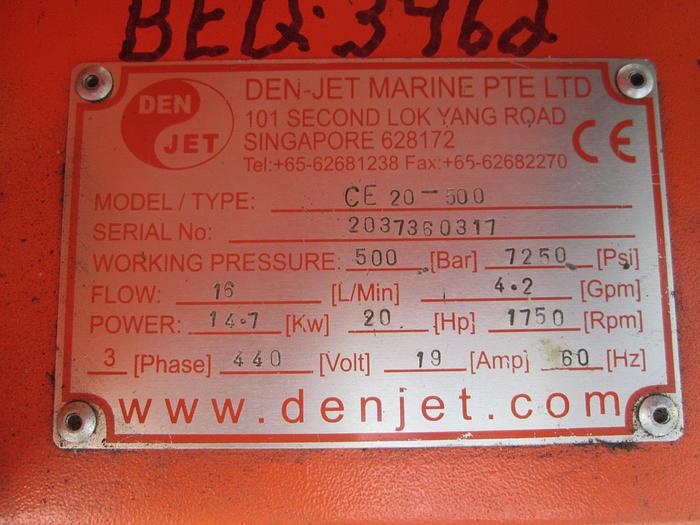 BEQ:3462
DEN JET
DEN-JET MARINE PTE LTD
101 SECOND LOK YANG ROAD
SINGAPORE 628172
Tel:+65-62681238 Fax:+65-62682270
CE
MODEL / TYPE: CE 20-500
SERIAL No: 2037360317
WORKING PRESSURE: 500 [Bar] 7250 [Psi]
FLOW: 16 [L/Min] 4.2 [Gpm]
POWER: 14.7 [Kw] 20 [Hp] 1750 [Rpm]
3 [Phase] 440 [Volt] 19 [Amp] 60 [Hz]
www.denjet.com